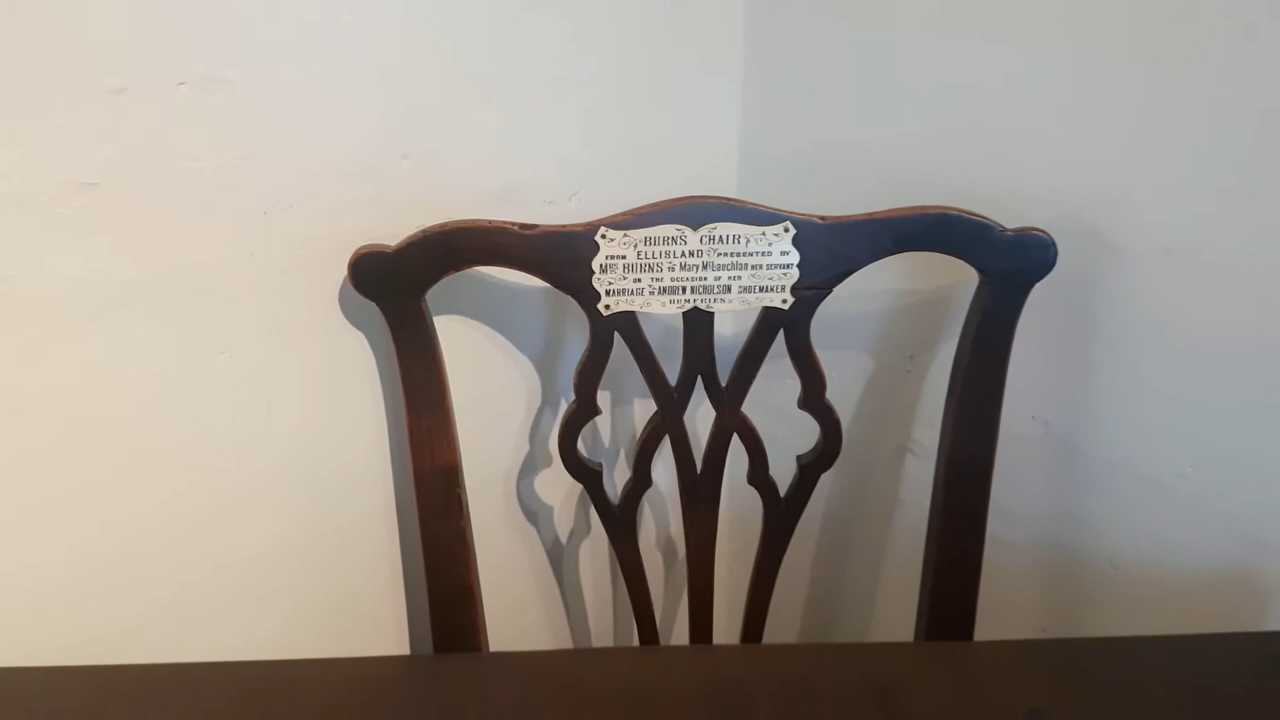 BURNS CHAIR
FROM ELLISLAND PRESENTED BY
MRS BURNS TO Mary McLauchlan HER SERVANT
ON THE OCCASION OF HER
MARRIAGE TO ANDREW NICHOLSON SHOEMAKER
DUMFRIES